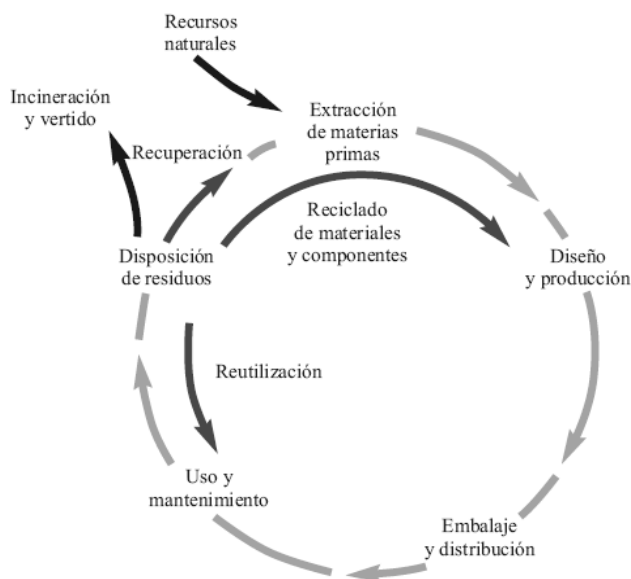 Recursos
naturales
Incineración
y vertido
Extracción
de materias
primas
Recuperación
Reciclado
de materiales
y componentes
Disposición
de residuos
Diseño
y producción
Reutilización
Uso y
mantenimiento
Embalaje
y distribución